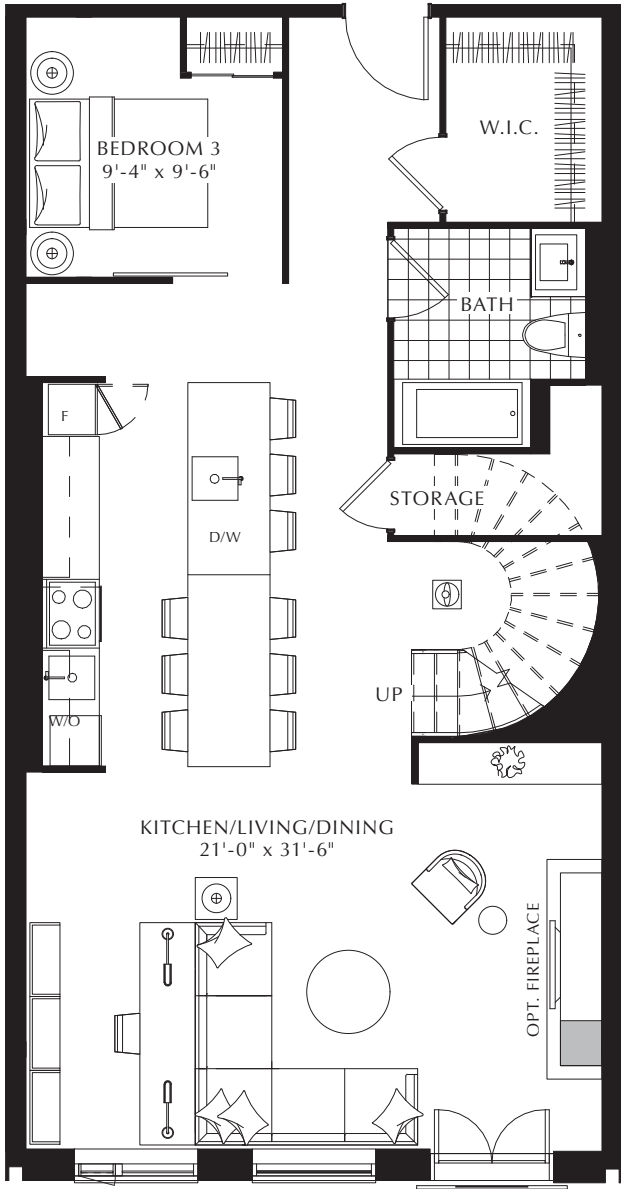 W.I.C.
BEDROOM 3
9'-4" x 9'-6"
BATH
F
STORAGE
D/W
UP
W/O
KITCHEN/LIVING/DINING
21'-0" x 31'-6"
OPT. FIREPLACE